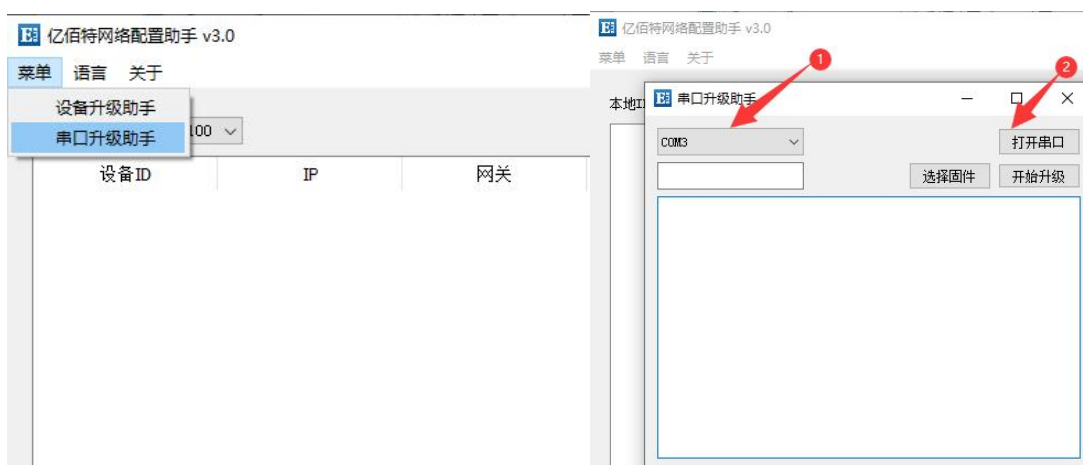 亿佰特网络配置助手 v3.0
菜单 语言 关于
设备升级助手
串口升级助手
100
设备ID IP 网关
亿佰特网络配置助手 v3.0
菜单 语言 关于
1
2
本地I
串口升级助手
COM3 打开串口
选择固件 开始升级